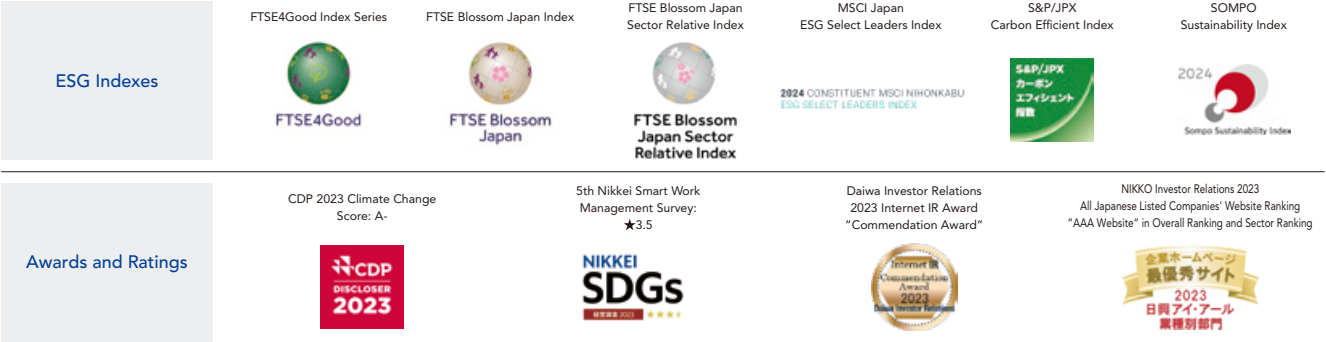 ESG Indexes
FTSE4Good Index Series
FTSE4Good
FTSE Blossom Japan Index
FTSE Blossom
Japan
FTSE Blossom Japan
Sector Relative Index
FTSE Blossom
Japan Sector
Relative Index
MSCI Japan
ESG Select Leaders Index
2024 CONSTITUENT MSCI NIHONKABU
ESG SELECT LEADERS INDEX
S&P/JPX
Carbon Efficient Index
S&P/JPX
カーボン
エフィシェント
指数
SOMPO
Sustainability Index
2024
Sompo Sustainability Index
Awards and Ratings
CDP 2023 Climate Change
Score: A-
CDP
DISCLOSER
2023
5th Nikkei Smart Work
Management Survey:
★3.5
NIKKEI
SDGs
経営調査 2023
Daiwa Investor Relations
2023 Internet IR Award
“Commendation Award”
Internet IR
Commendation
Award
2023
Daiwa Investor Relations
NIKKO Investor Relations 2023
All Japanese Listed Companies’ Website Ranking
“AAA Website” in Overall Ranking and Sector Ranking
企業ホームページ
最優秀サイト
2023
日興アイ・アール
業種別部門